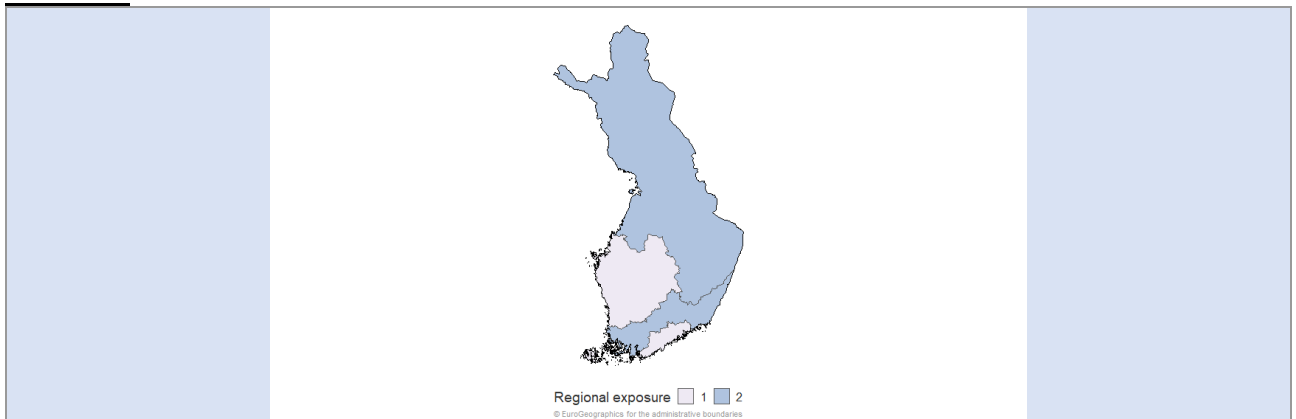 Regional exposure 1 2
© EuroGeographics for the administrative boundaries